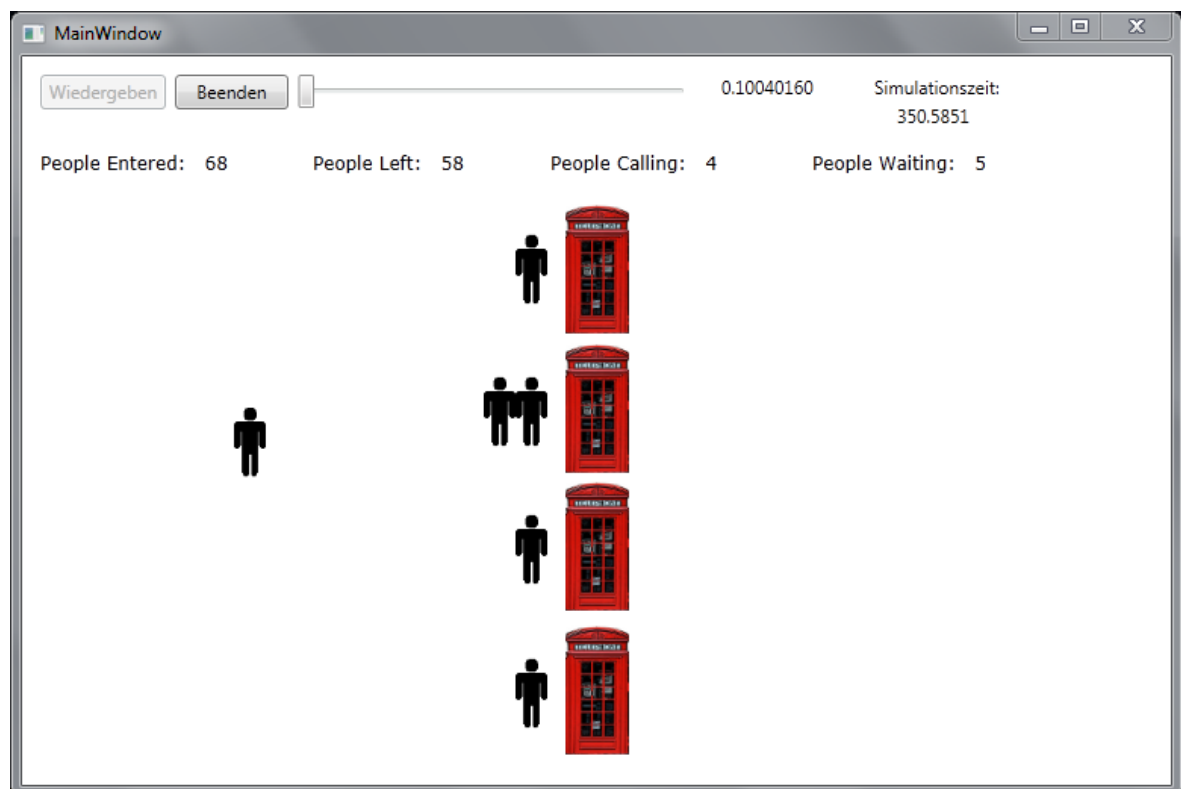 MainWindow
Wiedergeben Beenden 0.10040160 Simulationszeit:
350.5851
People Entered: 68 People Left: 58 People Calling: 4 People Waiting: 5